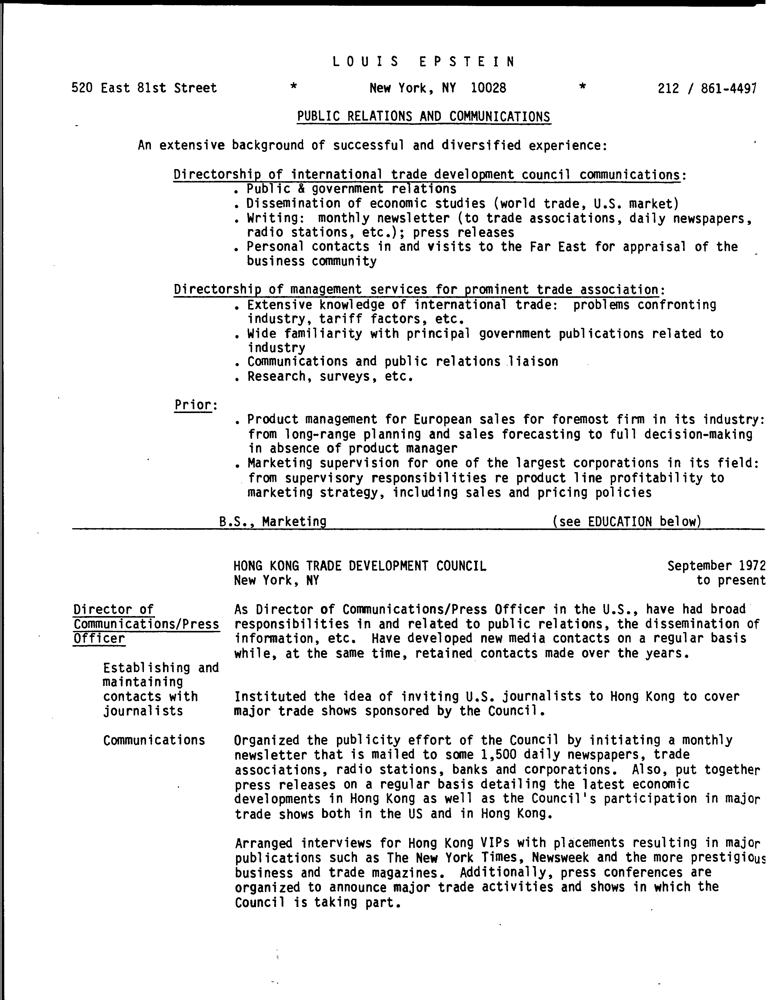 LOUIS EPSTEIN
520 East 81st Street * New York, NY 10028 * 212 / 861-4497
PUBLIC RELATIONS AND COMMUNICATIONS
An extensive background of successful and diversified experience:
Directorship of international trade development council communications:
. Public & government relations
. Dissemination of economic studies (world trade, U.S. market)
. Writing: monthly newsletter (to trade associations, daily newspapers,
radio stations, etc.); press releases
. Personal contacts in and visits to the Far East for appraisal of the
business community
Directorship of management services for prominent trade association:
. Extensive knowledge of international trade: problems confronting
industry, tariff factors, etc.
. Wide familiarity with principal government publications related to
industry
. Communications and public relations liaison
. Research, surveys, etc.
Prior:
. Product management for European sales for foremost firm in its industry:
from long-range planning and sales forecasting to full decision-making
in absence of product manager
. Marketing supervision for one of the largest corporations in its field:
from supervisory responsibilities re product line profitability to
marketing strategy, including sales and pricing policies
B.S., Marketing (see EDUCATION below)
HONG KONG TRADE DEVELOPMENT COUNCIL September 1972
New York, NY to present
Director of
Communications/Press
Officer
As Director of Communications/Press Officer in the U.S., have had broad
responsibilities in and related to public relations, the dissemination of
information, etc. Have developed new media contacts on a regular basis
while, at the same time, retained contacts made over the years.
Establishing and
maintaining
contacts with
journalists
Instituted the idea of inviting U.S. journalists to Hong Kong to cover
major trade shows sponsored by the Council.
Communications
Organized the publicity effort of the Council by initiating a monthly
newsletter that is mailed to some 1,500 daily newspapers, trade
associations, radio stations, banks and corporations. Also, put together
press releases on a regular basis detailing the latest economic
developments in Hong Kong as well as the Council's participation in major
trade shows both in the US and in Hong Kong.
Arranged interviews for Hong Kong VIPs with placements resulting in major
publications such as The New York Times, Newsweek and the more prestigious
business and trade magazines. Additionally, press conferences are
organized to announce major trade activities and shows in which the
Council is taking part.